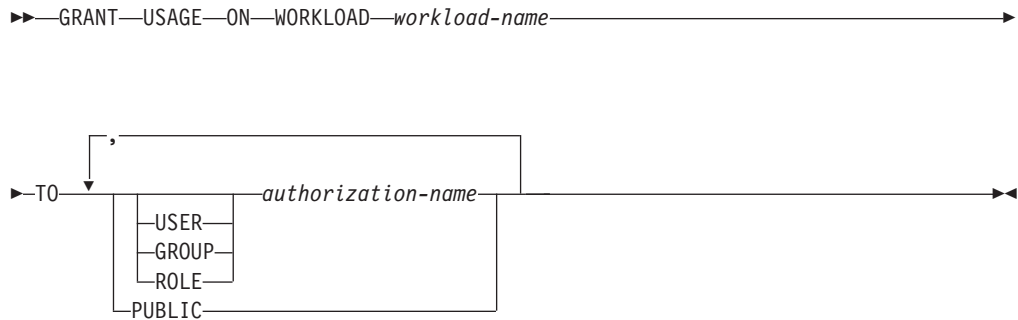 GRANT USAGE ON WORKLOAD workload-name
,
TO authorization-name
USER
GROUP
ROLE
PUBLIC